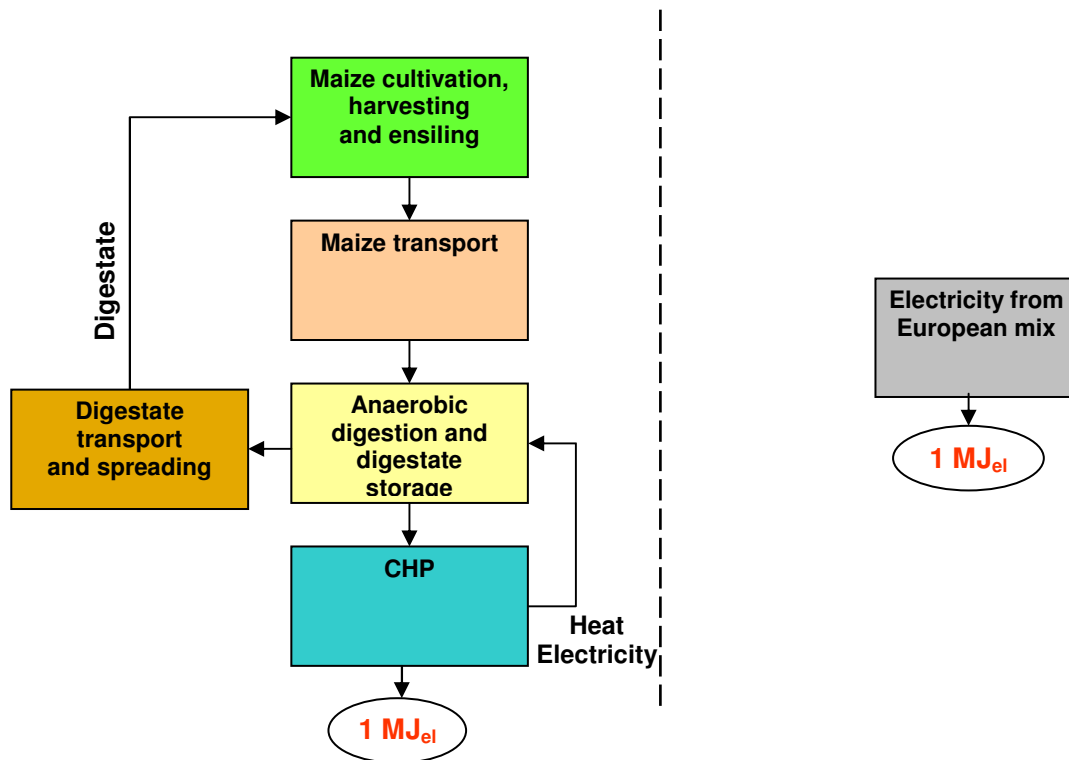 Maize cultivation,
harvesting
and ensiling
Maize transport
Digestate
Electricity from
European mix
Digestate
transport
and spreading
Anaerobic
digestion and
digestate
storage
1 MJel
CHP
Heat
Electricity
1 MJel